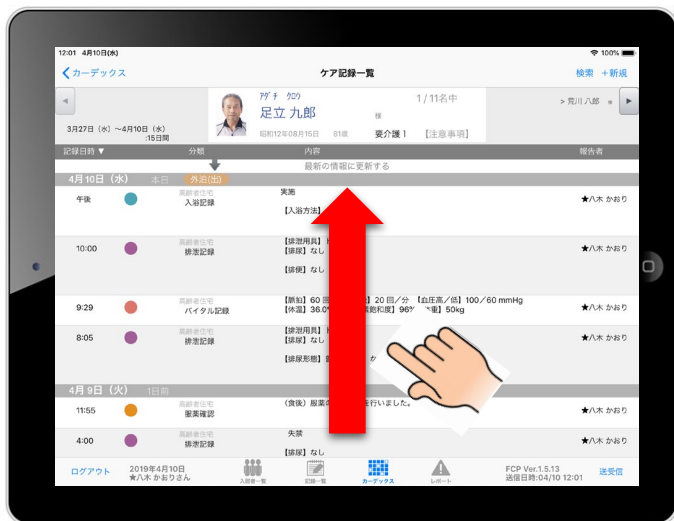 12:01 4月10日(水)
100%
カーデックス
ケア記録一覧
検索 +新規
アダチ クロウ
足立 九郎 様
1/11名中
> 荒川 八郎
3月27日（水）～4月10日（水）
:15日間
昭和12年08月15日 81歳 要介護1 【注意事項】
記録日時▼ 分類 内容 報告者
最新の情報に更新する
4月10日（水） 本日 外泊(出)
午後
高齢者住宅
入浴記録
実施
【入浴方法】
★八木 かおり
10:00
高齢者住宅
排泄記録
【排泄用具】
【排尿】なし
【排便】なし
★八木 かおり
9:29
高齢者住宅
バイタル記録
【脈拍】60 回
】20 回/分 【血圧高/低】100/60 mmHg
【体温】36.0
飽和度】96%
】50kg
★八木 かおり
8:05
高齢者住宅
排泄記録
【排泄用具】
【排尿】なし
【排尿形態】
★八木 かおり
4月 9日（火） 1日前
11:55
高齢者住宅
服薬確認
（食後）服薬の
を行いました。
★八木 かおり
4:00
高齢者住宅
排泄記録
失禁
【排尿】なし
★八木 かおり
ログアウト
2019年4月10日
★八木 かおりさん
入居者一覧
記録一覧
カーデックス
レポート
FCP Ver.1.5.13
送信日時:04/10 12:01
送受信